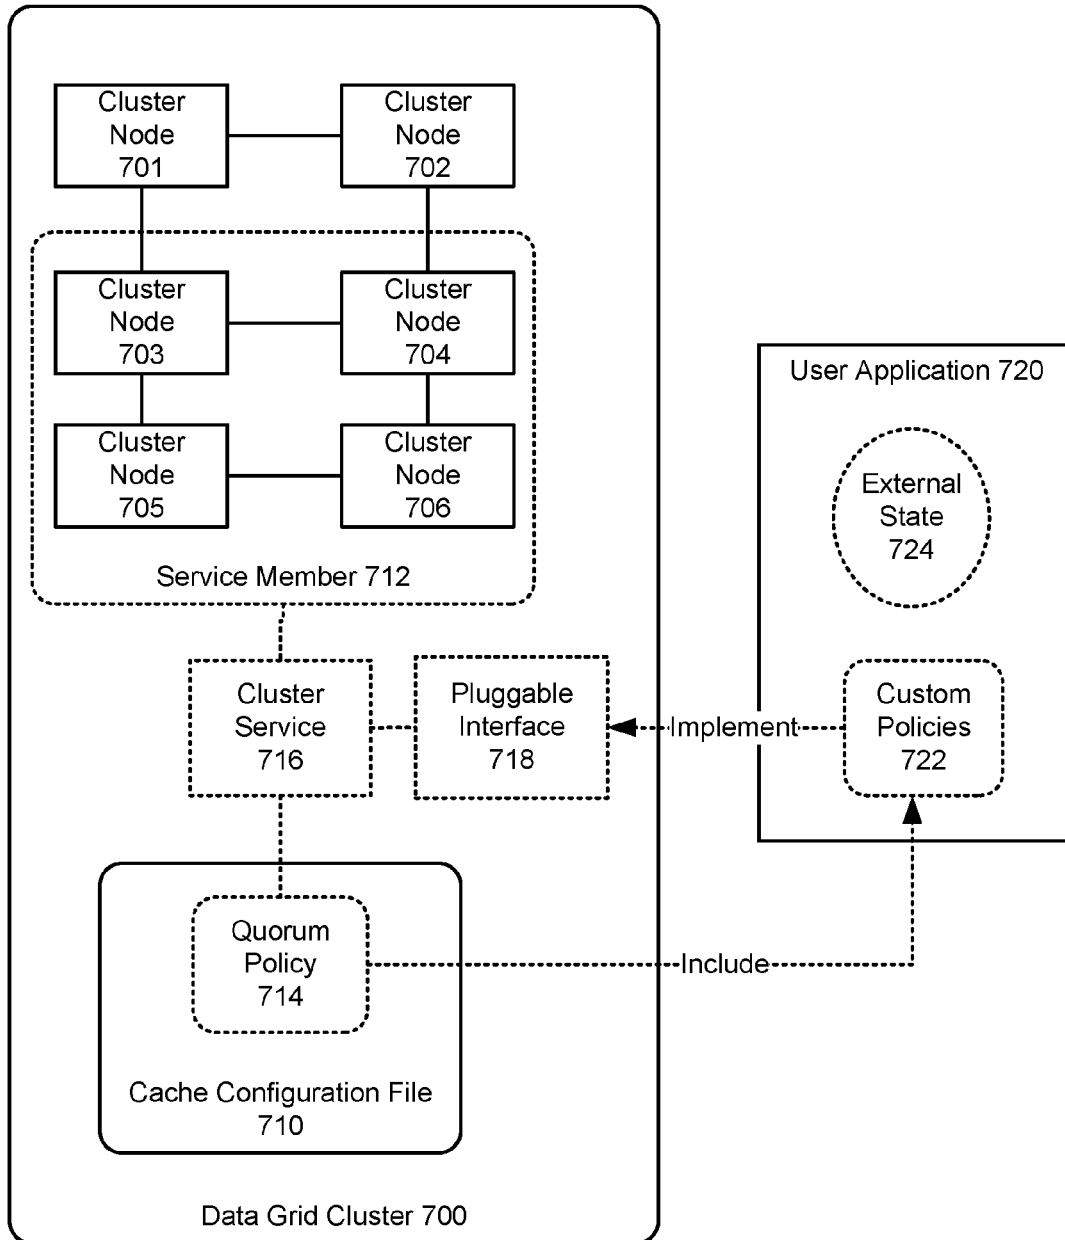 Cluster
Node
701
Cluster
Node
702
Cluster
Node
703
Cluster
Node
704
Cluster
Node
705
Cluster
Node
706
Service Member 712
Cluster
Service
716
Pluggable
Interface
718
Implement
User Application 720
External
State
724
Custom
Policies
722
Quorum
Policy
714
Include
Cache Configuration File
710
Data Grid Cluster 700